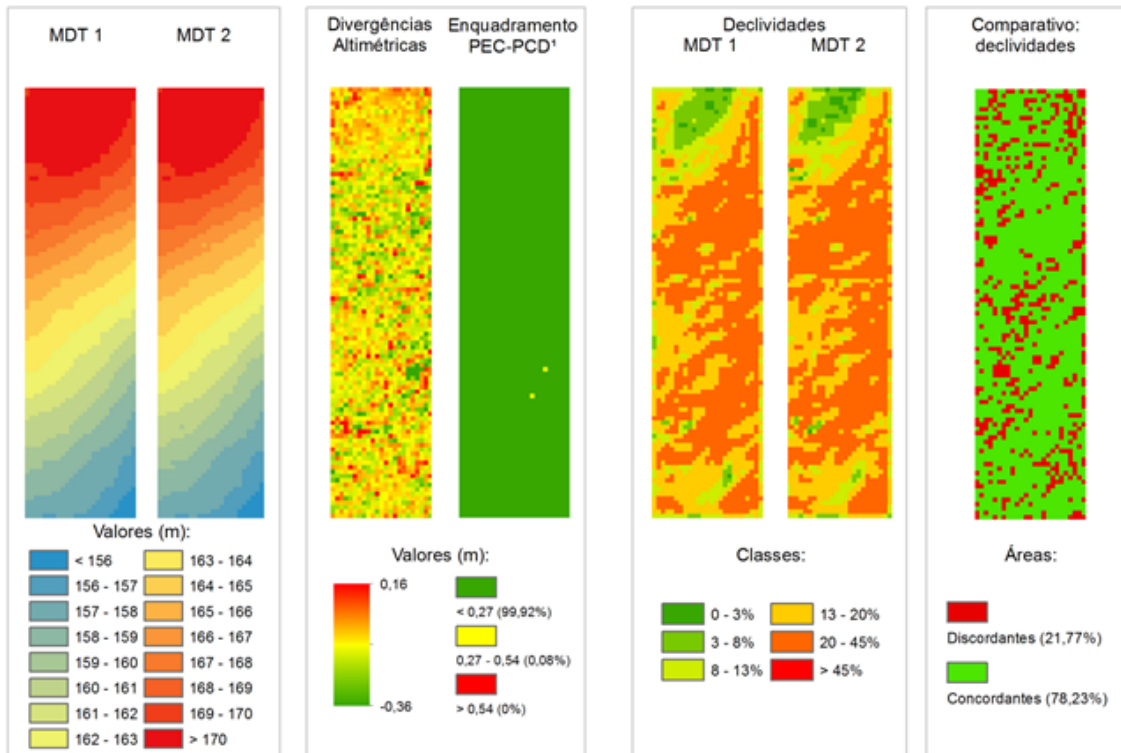 MDT 1
MDT 2
Valores (m):
< 156
156 - 157
157 - 158
158 - 159
159 - 160
160 - 161
161 - 162
162 - 163
163 - 164
164 - 165
165 - 166
166 - 167
167 - 168
168 - 169
169 - 170
> 170
Divergências
Altimétricas
Enquadramento
PEC-PCD¹
Valores (m):
0,16
-0,36
< 0,27 (99,92%)
0,27 - 0,54 (0,08%)
> 0,54 (0%)
Declividades
MDT 1
MDT 2
Classes:
0 - 3%
3 - 8%
8 - 13%
13 - 20%
20 - 45%
> 45%
Comparativo:
declividades
Áreas:
Discordantes (21,77%)
Concordantes (78,23%)